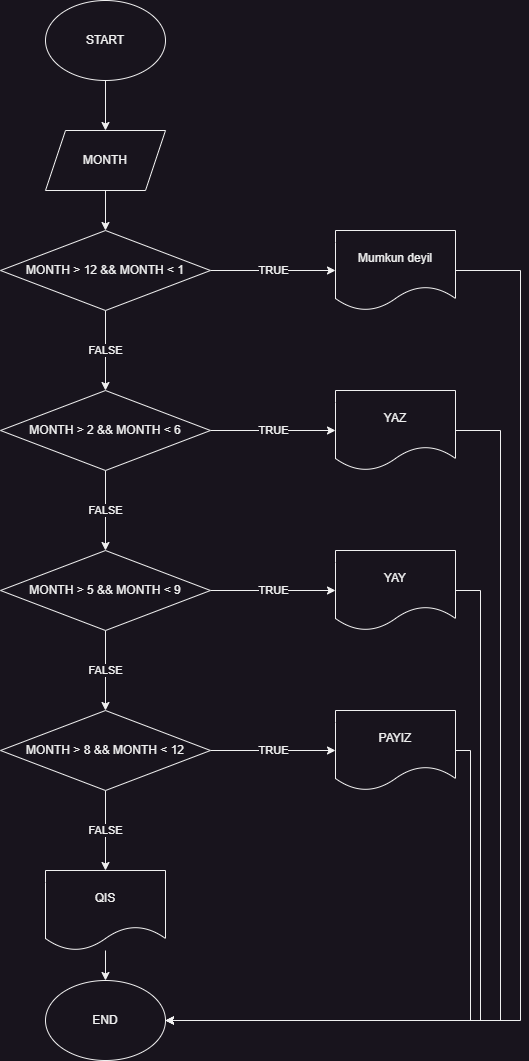 START
MONTH
MONTH > 12 && MONTH < 1
TRUE
Mumkun deyil
FALSE
MONTH > 2 && MONTH < 6
TRUE
YAZ
FALSE
MONTH > 5 && MONTH < 9
TRUE
YAY
FALSE
MONTH > 8 && MONTH < 12
TRUE
PAYIZ
FALSE
QIS
END